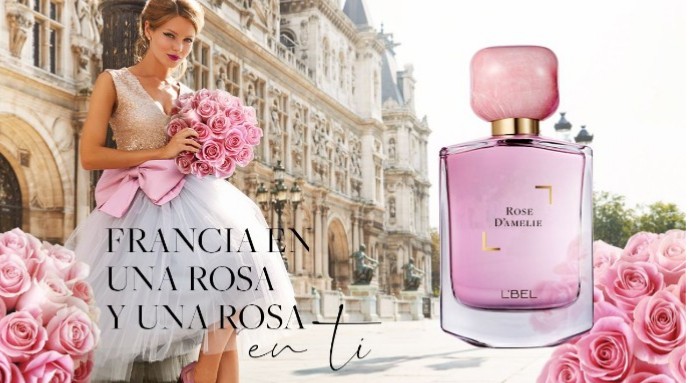 FRANCIA EN
UNA ROSA
Y UNA ROSA
en ti
ROSE
D'AMELIE
L'BEL